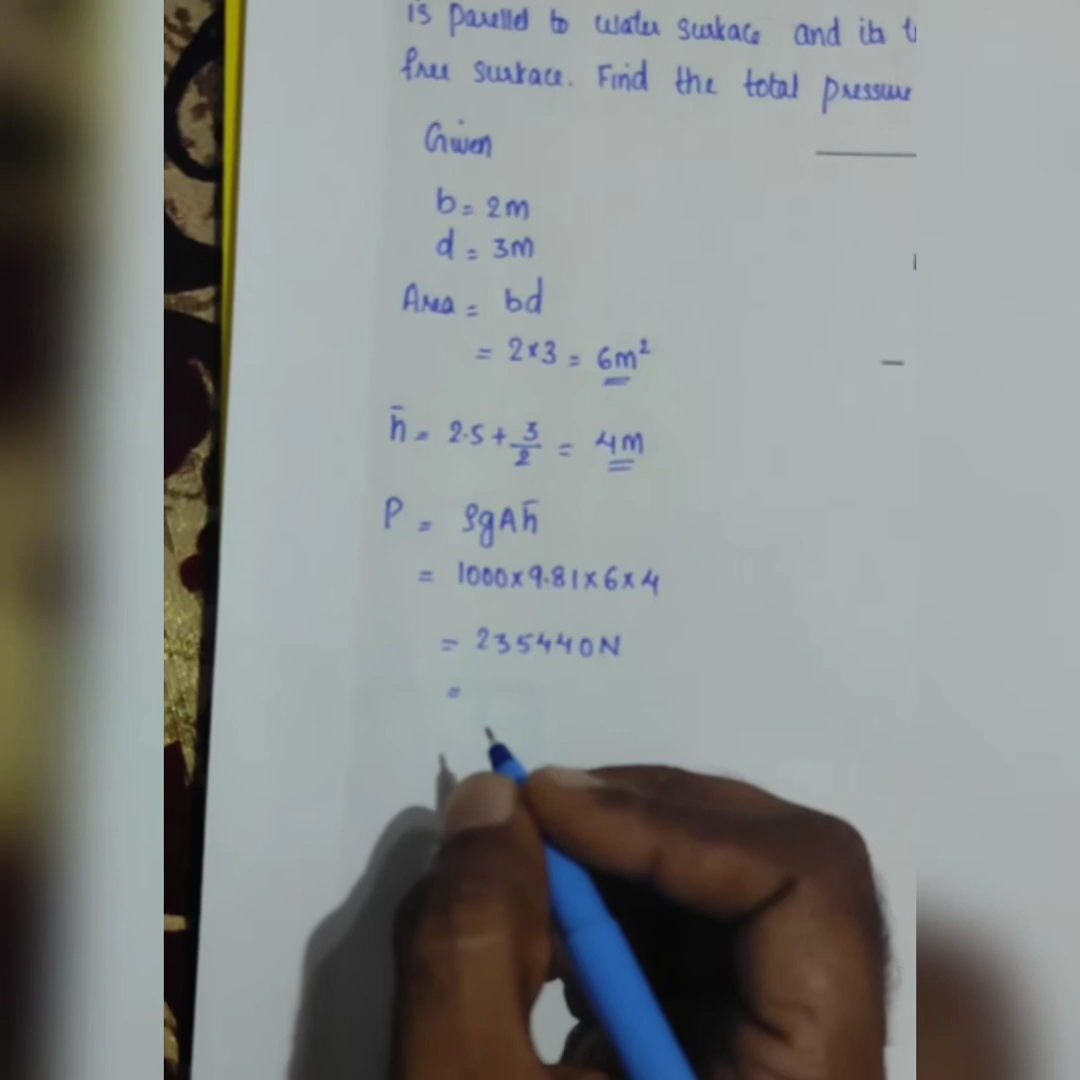 is parellel to water surface and its
free surface. Find the total pressure
Given
b = 2m
d = 3m
Area = bd
= 2×3 = 6m²
h̄ = 2.5 + 3/2 = 4m
P = ρgAh̄
= 1000×9.81×6×4
= 235440N
=